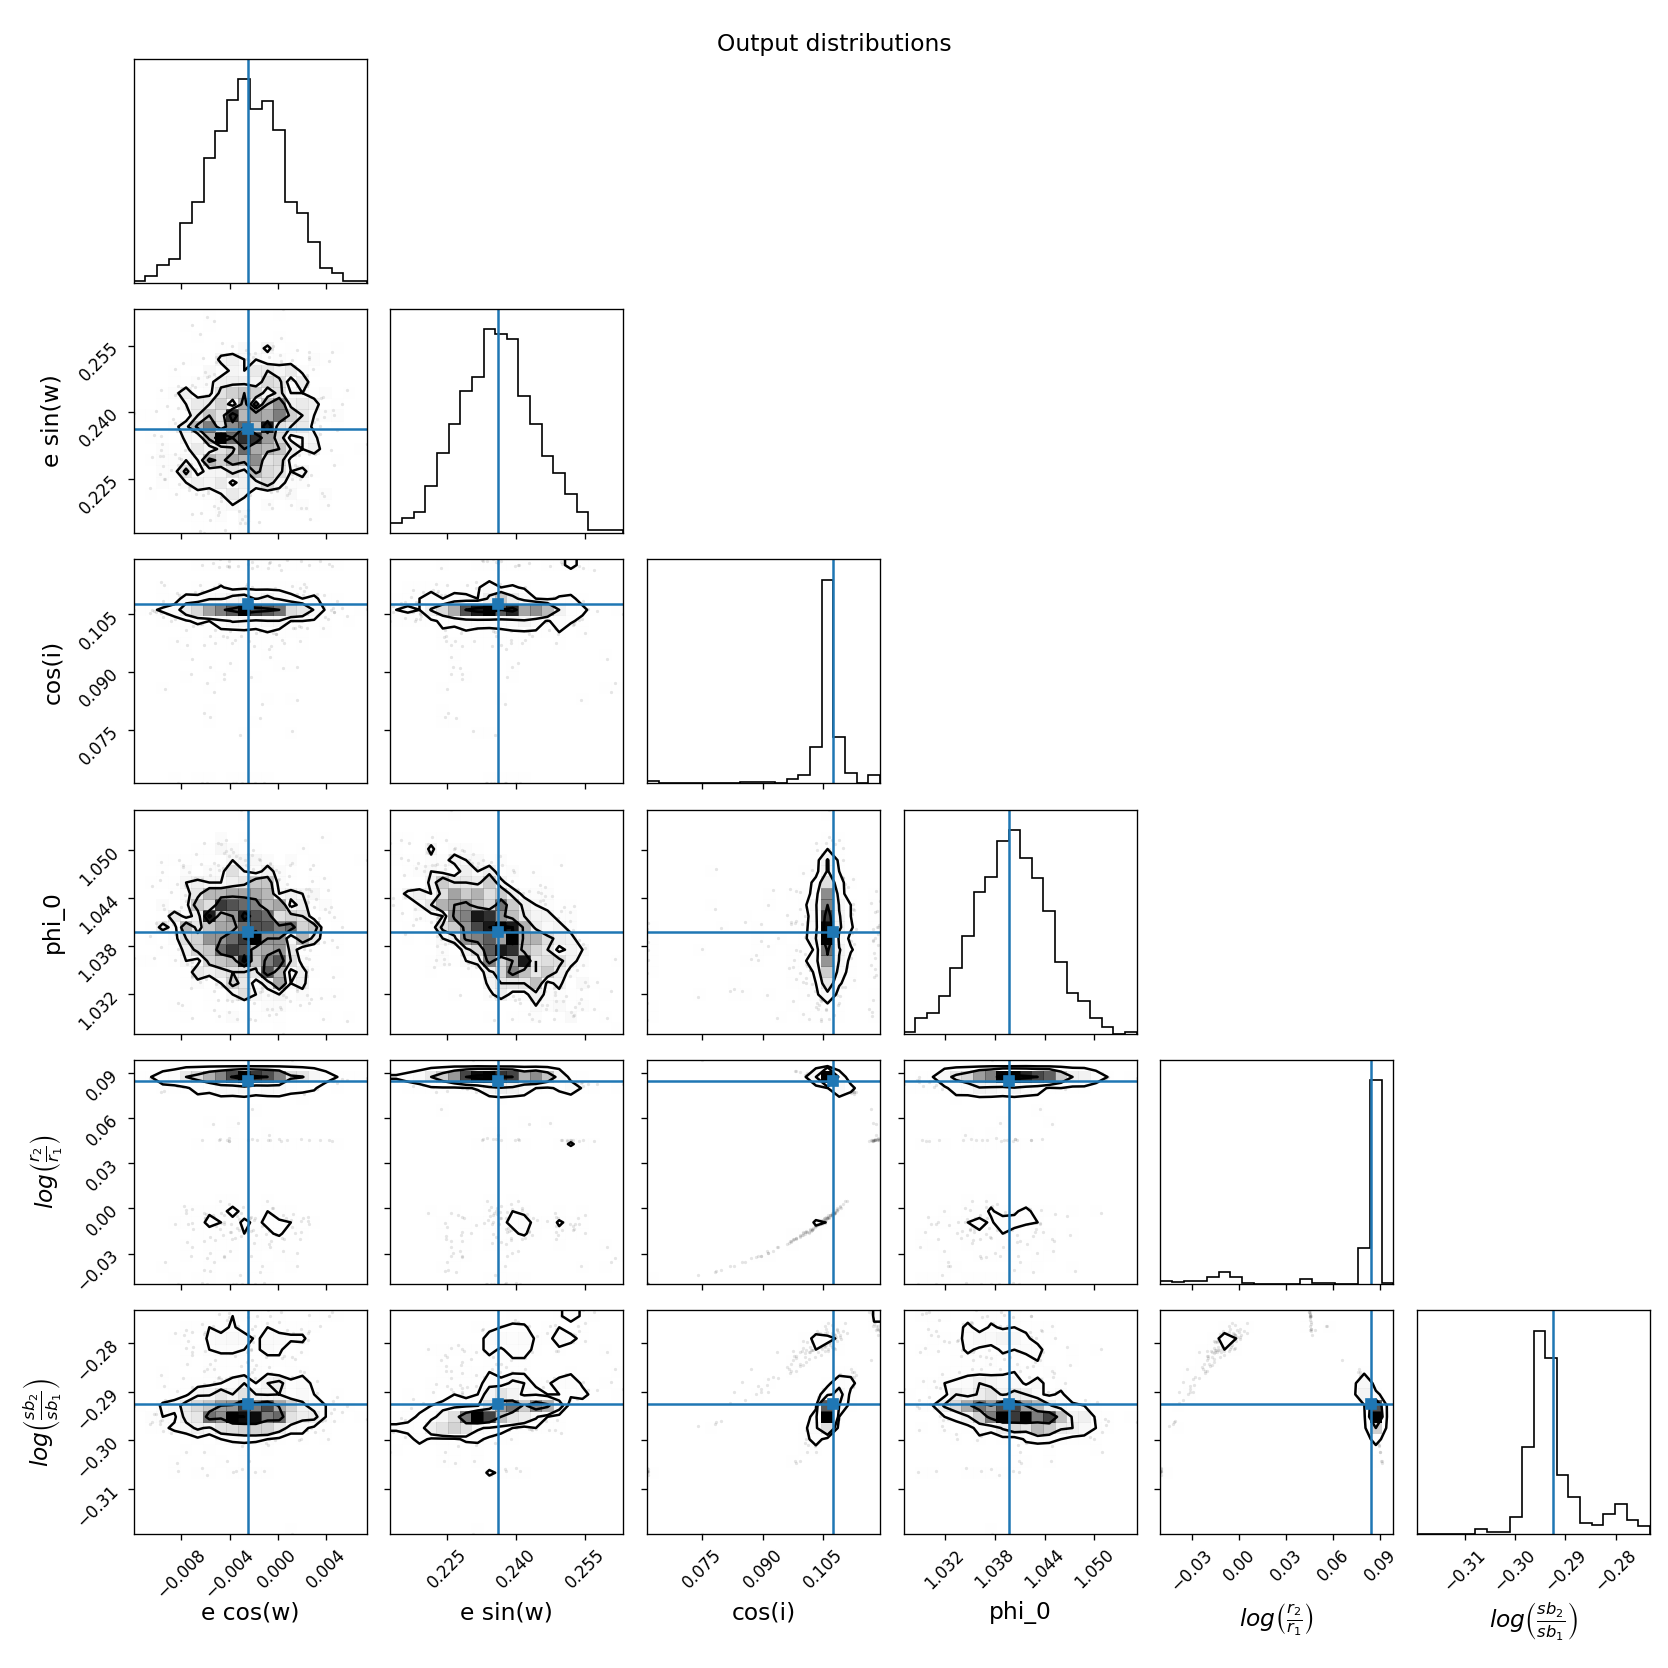 Output distributions
e sin(w)
0.255
0.240
0.225
cos(i)
0.105
0.090
0.075
phi_0
1.050
1.044
1.038
1.032
log(r2/r1)
0.09
0.06
0.03
0.00
−0.03
log(sb2/sb1)
−0.28
−0.29
−0.30
−0.31
−0.008 −0.004 0.000 0.004
0.225 0.240 0.255
0.075 0.090 0.105
1.032 1.038 1.044 1.050
−0.03 0.00 0.03 0.06 0.09
−0.31 −0.30 −0.29 −0.28
e cos(w)
e sin(w)
cos(i)
phi_0
log(r2/r1)
log(sb2/sb1)